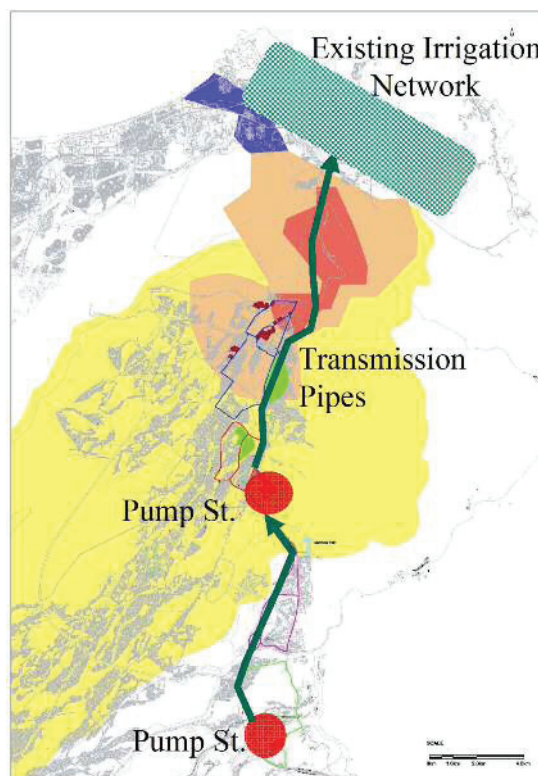 Existing Irrigation
Network
Transmission
Pipes
Pump St.
Pump St.
SCALE